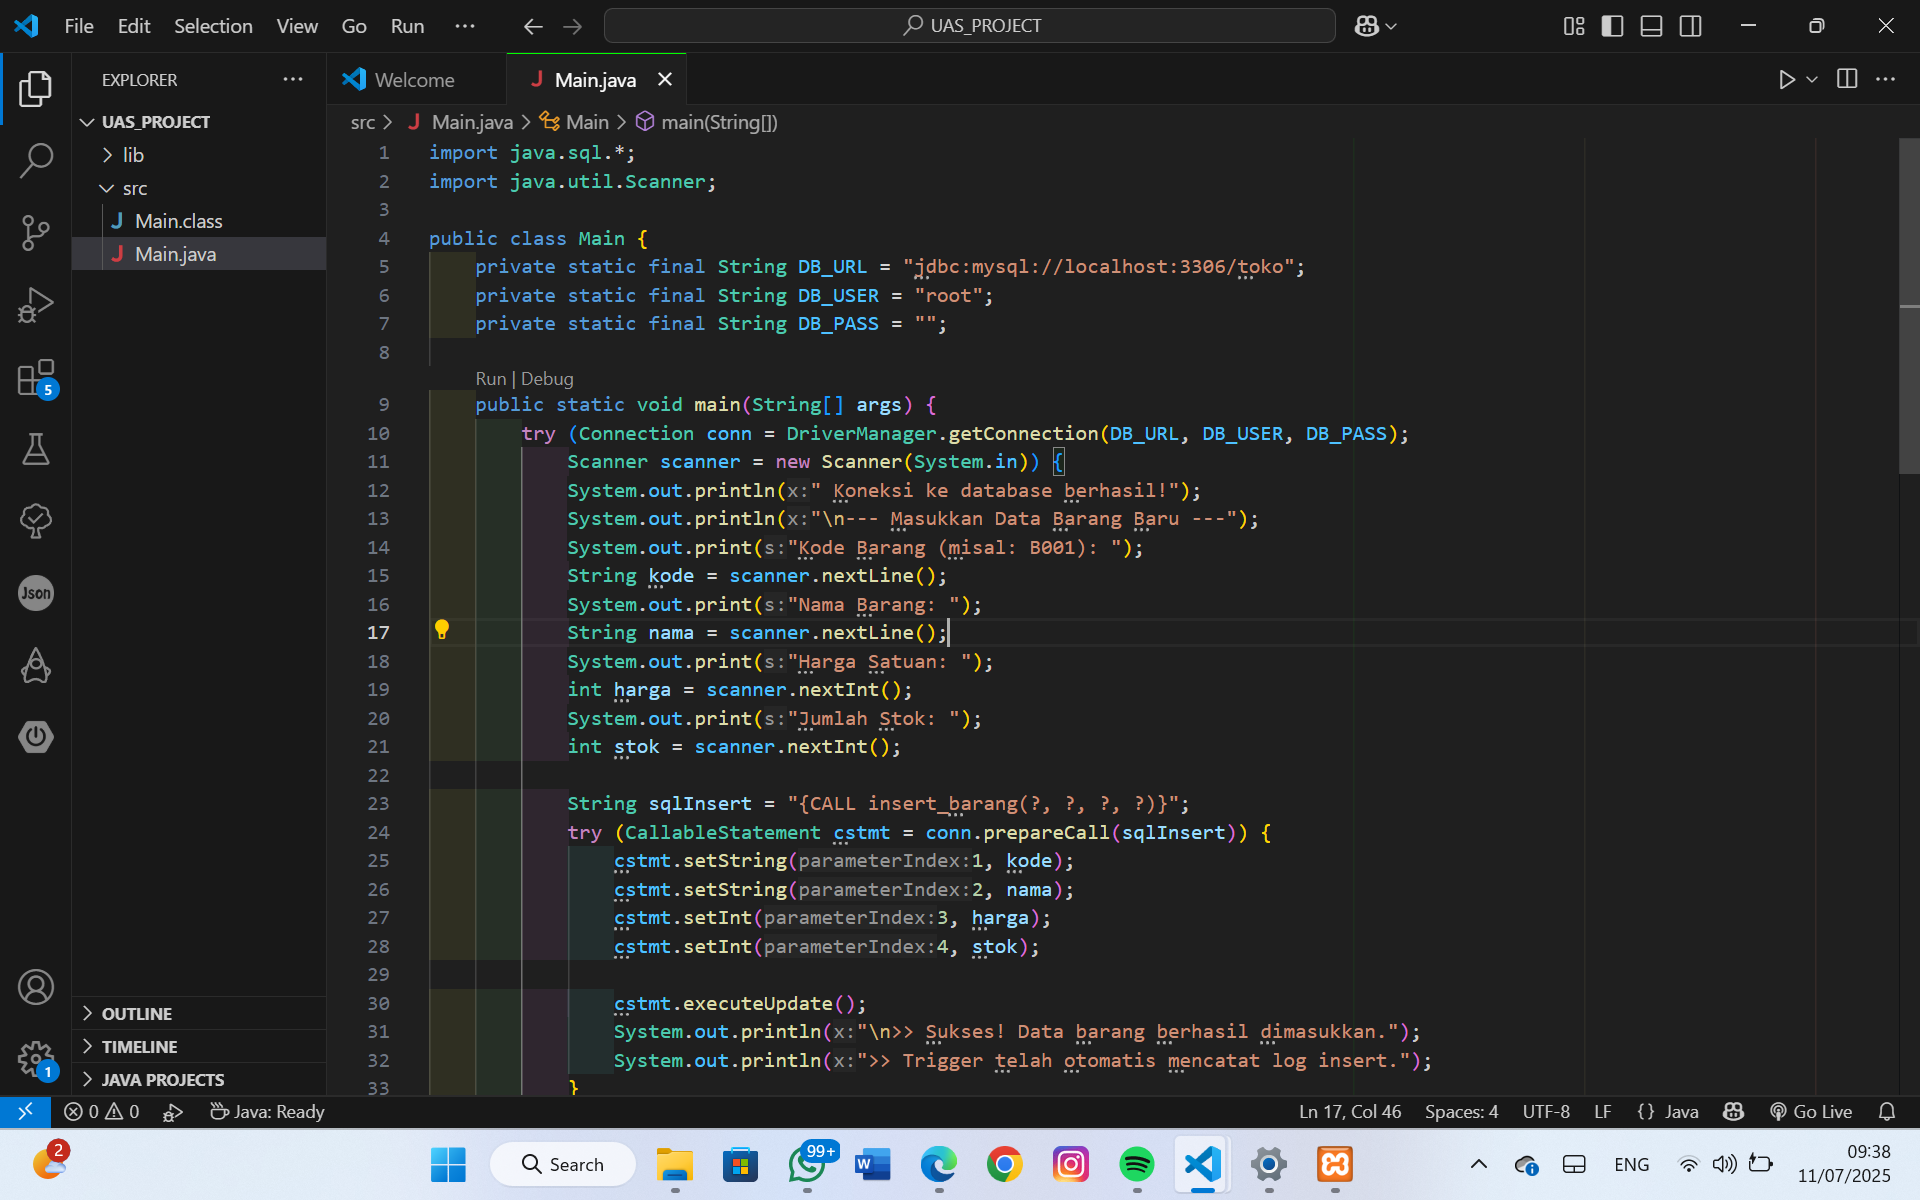 File Edit Selection View Go Run ··· UAS_PROJECT
EXPLORER ···
UAS_PROJECT
lib
src
J Main.class
J Main.java
OUTLINE
TIMELINE
JAVA PROJECTS
5
Json
1
Welcome J Main.java
src > J Main.java > Main > main(String[])
1 import java.sql.*;
2 import java.util.Scanner;
3
4 public class Main {
5 private static final String DB_URL = "jdbc:mysql://localhost:3306/toko";
6 private static final String DB_USER = "root";
7 private static final String DB_PASS = "";
8
Run | Debug
9 public static void main(String[] args) {
10 try (Connection conn = DriverManager.getConnection(DB_URL, DB_USER, DB_PASS);
11 Scanner scanner = new Scanner(System.in)) {
12 System.out.println(x:" Koneksi ke database berhasil!");
13 System.out.println(x:"\n--- Masukkan Data Barang Baru ---");
14 System.out.print(s:"Kode Barang (misal: B001): ");
15 String kode = scanner.nextLine();
16 System.out.print(s:"Nama Barang: ");
17 String nama = scanner.nextLine();
18 System.out.print(s:"Harga Satuan: ");
19 int harga = scanner.nextInt();
20 System.out.print(s:"Jumlah Stok: ");
21 int stok = scanner.nextInt();
22
23 String sqlInsert = "{CALL insert_barang(?, ?, ?, ?)}";
24 try (CallableStatement cstmt = conn.prepareCall(sqlInsert)) {
25 cstmt.setString(parameterIndex:1, kode);
26 cstmt.setString(parameterIndex:2, nama);
27 cstmt.setInt(parameterIndex:3, harga);
28 cstmt.setInt(parameterIndex:4, stok);
29
30 cstmt.executeUpdate();
31 System.out.println(x:"\n>> Sukses! Data barang berhasil dimasukkan.");
32 System.out.println(x:">> Trigger telah otomatis mencatat log insert.");
33 }
0 0 Java: Ready Ln 17, Col 46 Spaces: 4 UTF-8 LF {} Java Go Live
2 Search 99+ W ENG 09:38
11/07/2025